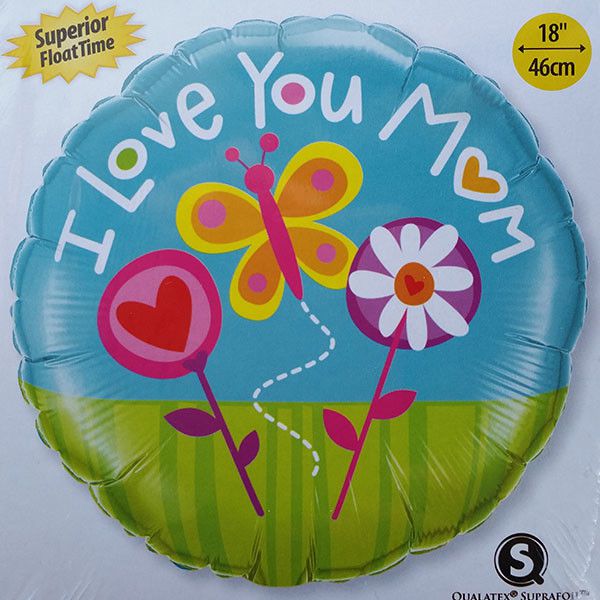 Superior
FloatTime
18"
46cm
I Love You Mom
S
QUALATEX® SUPRAFOIL™